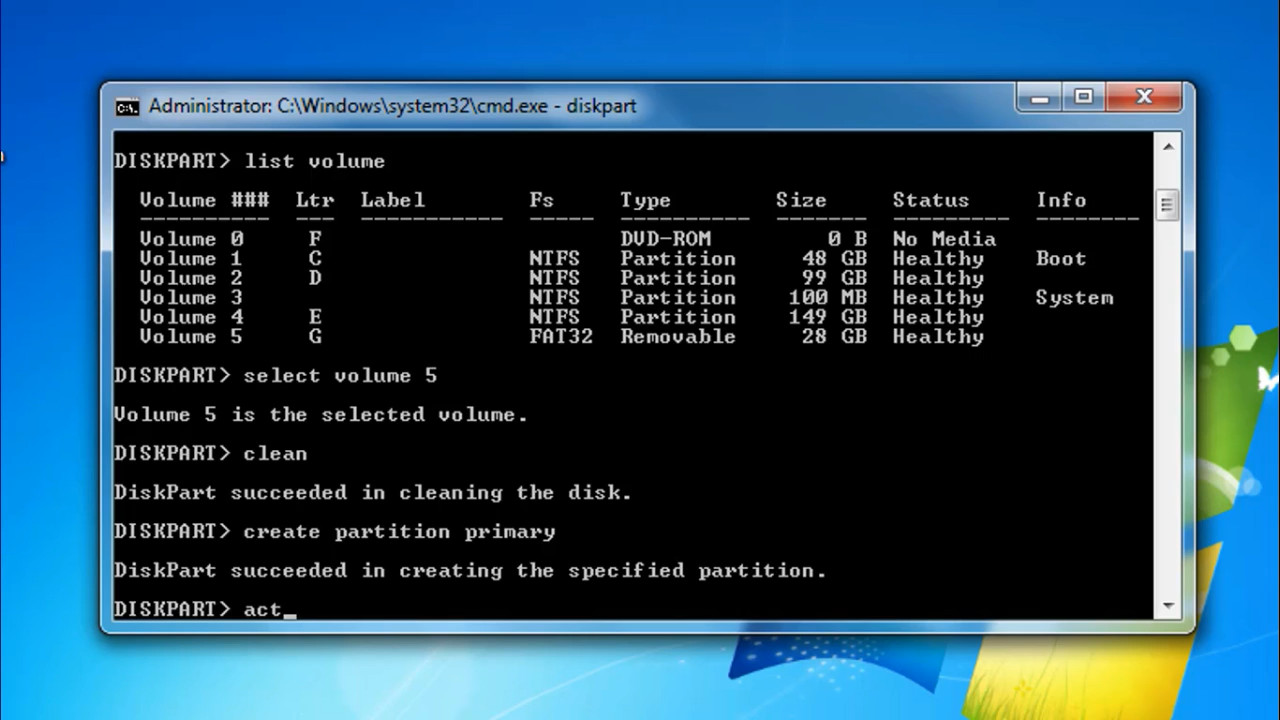 Administrator: C:\Windows\system32\cmd.exe - diskpart
DISKPART> list volume
Volume ### Ltr Label Fs Type Size Status Info
---------- --- ----------- ----- ---------- ------- --------- --------
Volume 0 F DVD-ROM 0 B No Media
Volume 1 C NTFS Partition 48 GB Healthy Boot
Volume 2 D NTFS Partition 99 GB Healthy
Volume 3 NTFS Partition 100 MB Healthy System
Volume 4 E NTFS Partition 149 GB Healthy
Volume 5 G FAT32 Removable 28 GB Healthy
DISKPART> select volume 5
Volume 5 is the selected volume.
DISKPART> clean
DiskPart succeeded in cleaning the disk.
DISKPART> create partition primary
DiskPart succeeded in creating the specified partition.
DISKPART> act_